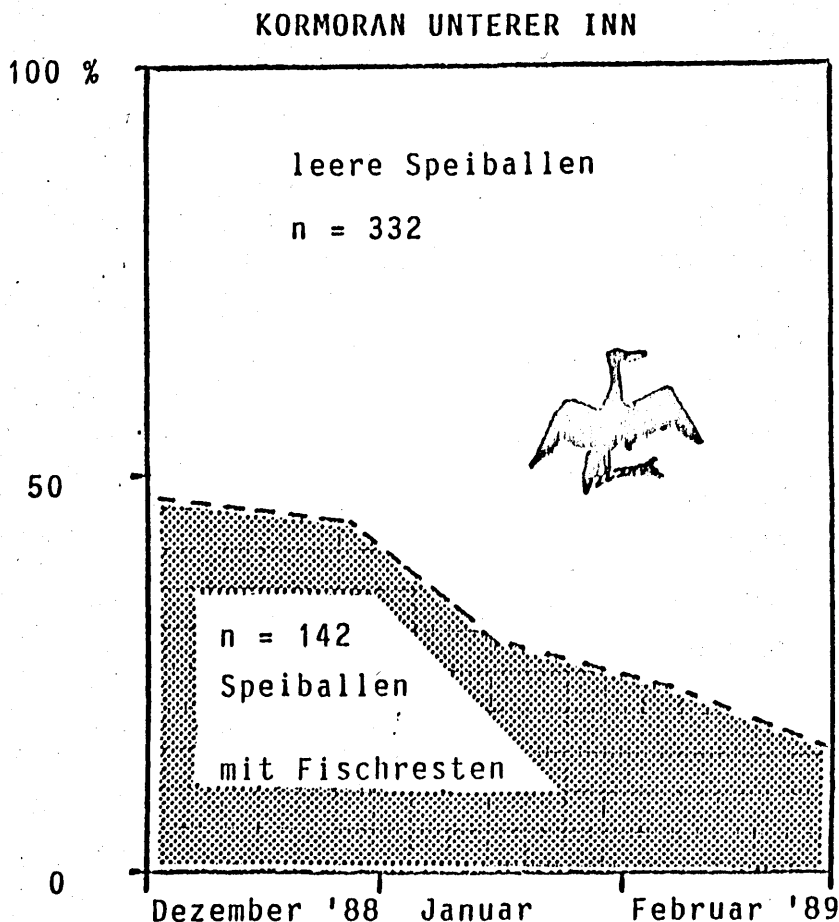 KORMORAN UNTERER INN
100 %
leere Speiballen
n = 332
50
n = 142
Speiballen
mit Fischresten
0
Dezember '88 Januar Februar '89